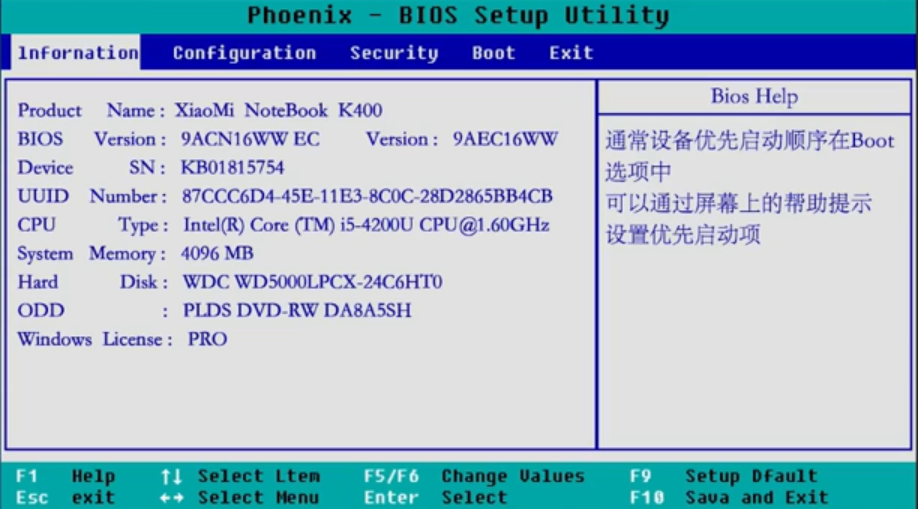 Phoenix - BIOS Setup Utility
Infornation Configuration Security Boot Exit
Product Name : XiaoMi NoteBook K400
BIOS Version : 9ACN16WW EC Version : 9AEC16WW
Device SN : KB01815754
UUID Number : 87CCC6D4-45E-11E3-8C0C-28D2865BB4CB
CPU Type : Intel(R) Core (TM) i5-4200U CPU@1.60GHz
System Memory : 4096 MB
Hard Disk : WDC WD5000LPCX-24C6HT0
ODD : PLDS DVD-RW DA8A5SH
Windows License : PRO
Bios Help
通常设备优先启动顺序在Boot
选项中
可以通过屏幕上的帮助提示
设置优先启动项
F1 Help ↑↓ Select Ltem F5/F6 Change Values F9 Setup Dfault
Esc exit ←→ Select Menu Enter Select F10 Sava and Exit